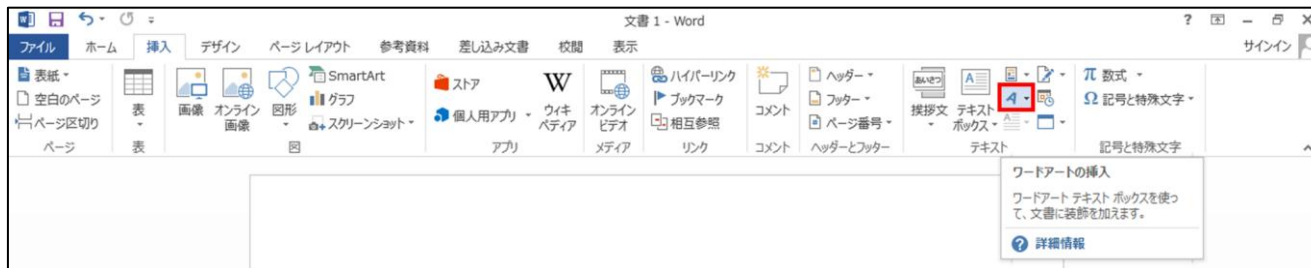 文書 1 - Word
ファイル ホーム 挿入 デザイン ページ レイアウト 参考資料 差し込み文書 校閲 表示 サインイン
表紙
空白のページ
ページ区切り
ページ
表
表
画像
オンライン
画像
図形
SmartArt
グラフ
スクリーンショット
図
ストア
個人用アプリ
W
ウィキ
ペディア
アプリ
オンライン
ビデオ
メディア
ハイパーリンク
ブックマーク
相互参照
リンク
コメント
コメント
ヘッダー
フッター
ページ番号
ヘッダーとフッター
あいさつ
挨拶文
A
テキスト
ボックス
A
テキスト
π 数式
Ω 記号と特殊文字
記号と特殊文字
ワードアートの挿入
ワードアート テキスト ボックスを使っ
て、文書に装飾を加えます。
? 詳細情報